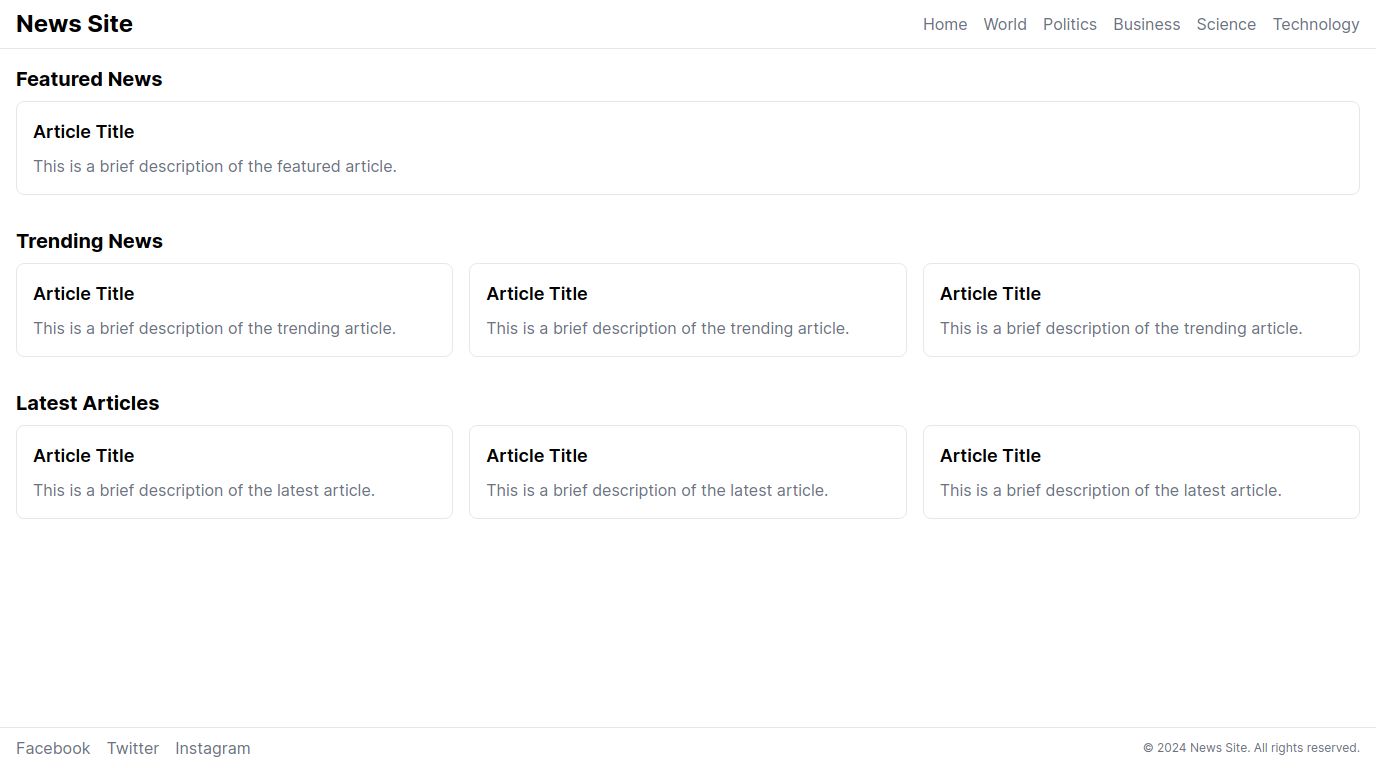 News Site
Home World Politics Business Science Technology
Featured News
Article Title
This is a brief description of the featured article.
Trending News
Article Title
This is a brief description of the trending article.
Article Title
This is a brief description of the trending article.
Article Title
This is a brief description of the trending article.
Latest Articles
Article Title
This is a brief description of the latest article.
Article Title
This is a brief description of the latest article.
Article Title
This is a brief description of the latest article.
Facebook Twitter Instagram
© 2024 News Site. All rights reserved.